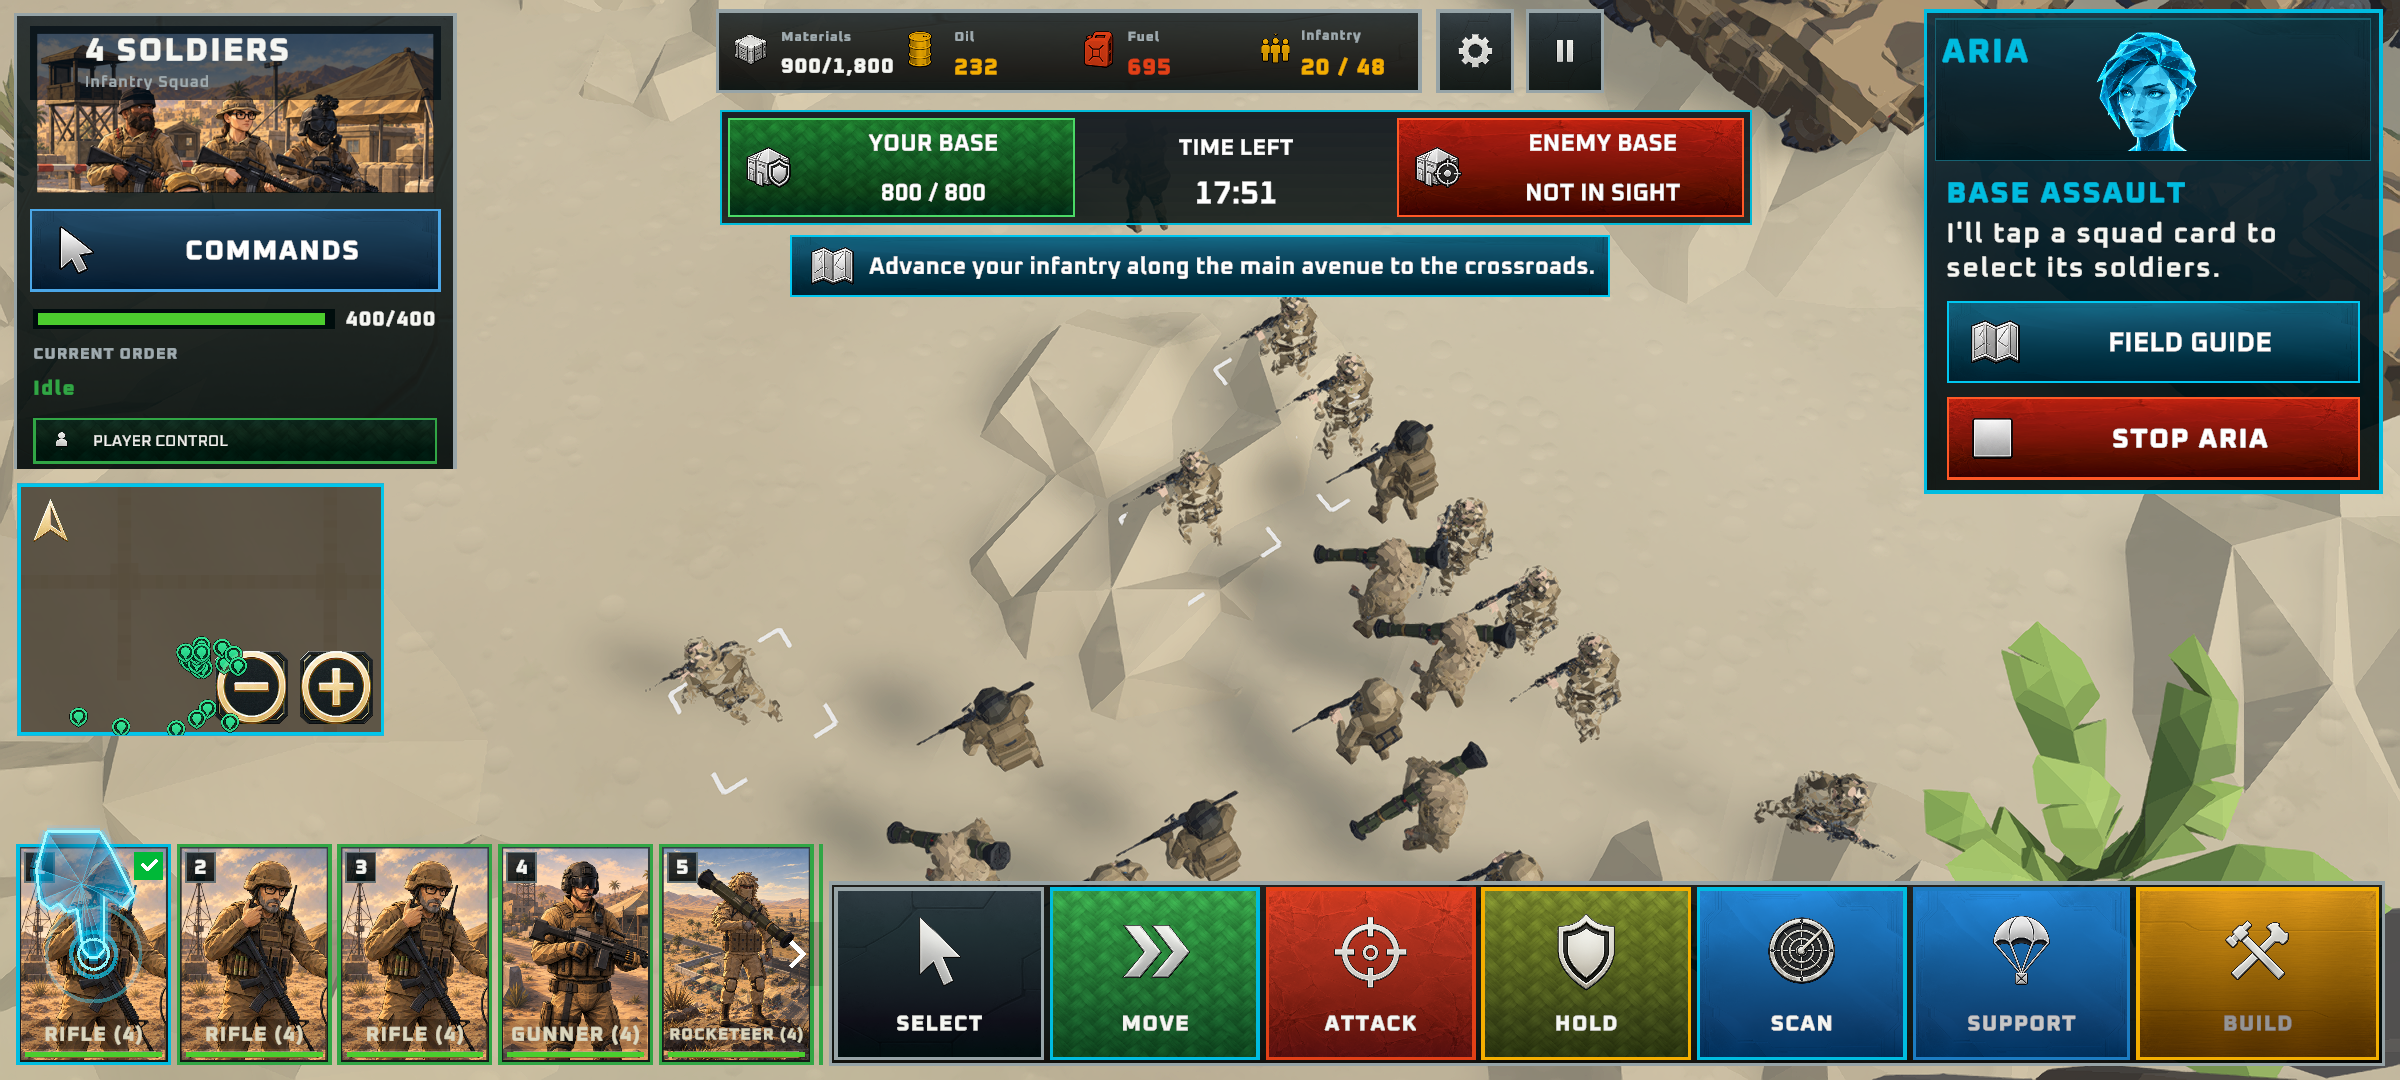 4 SOLDIERS
Infantry Squad
COMMANDS
400/400
CURRENT ORDER
Idle
PLAYER CONTROL
Materials
900/1,800
Oil
232
Fuel
695
Infantry
20 / 48
YOUR BASE
800 / 800
TIME LEFT
17:51
ENEMY BASE
NOT IN SIGHT
Advance your infantry along the main avenue to the crossroads.
ARIA
BASE ASSAULT
I'll tap a squad card to
select its soldiers.
FIELD GUIDE
STOP ARIA
RIFLE (4)
2
RIFLE (4)
3
RIFLE (4)
4
GUNNER (4)
5
ROCKETEER (4)
SELECT
MOVE
ATTACK
HOLD
SCAN
SUPPORT
BUILD